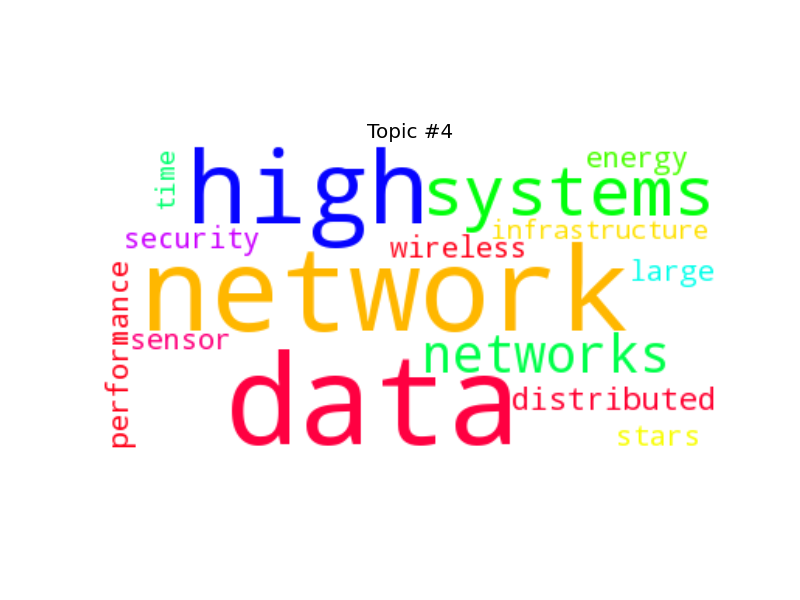 Topic #4
time
high
systems
energy
security
wireless
infrastructure
network
large
performance
sensor
networks
data
distributed
stars